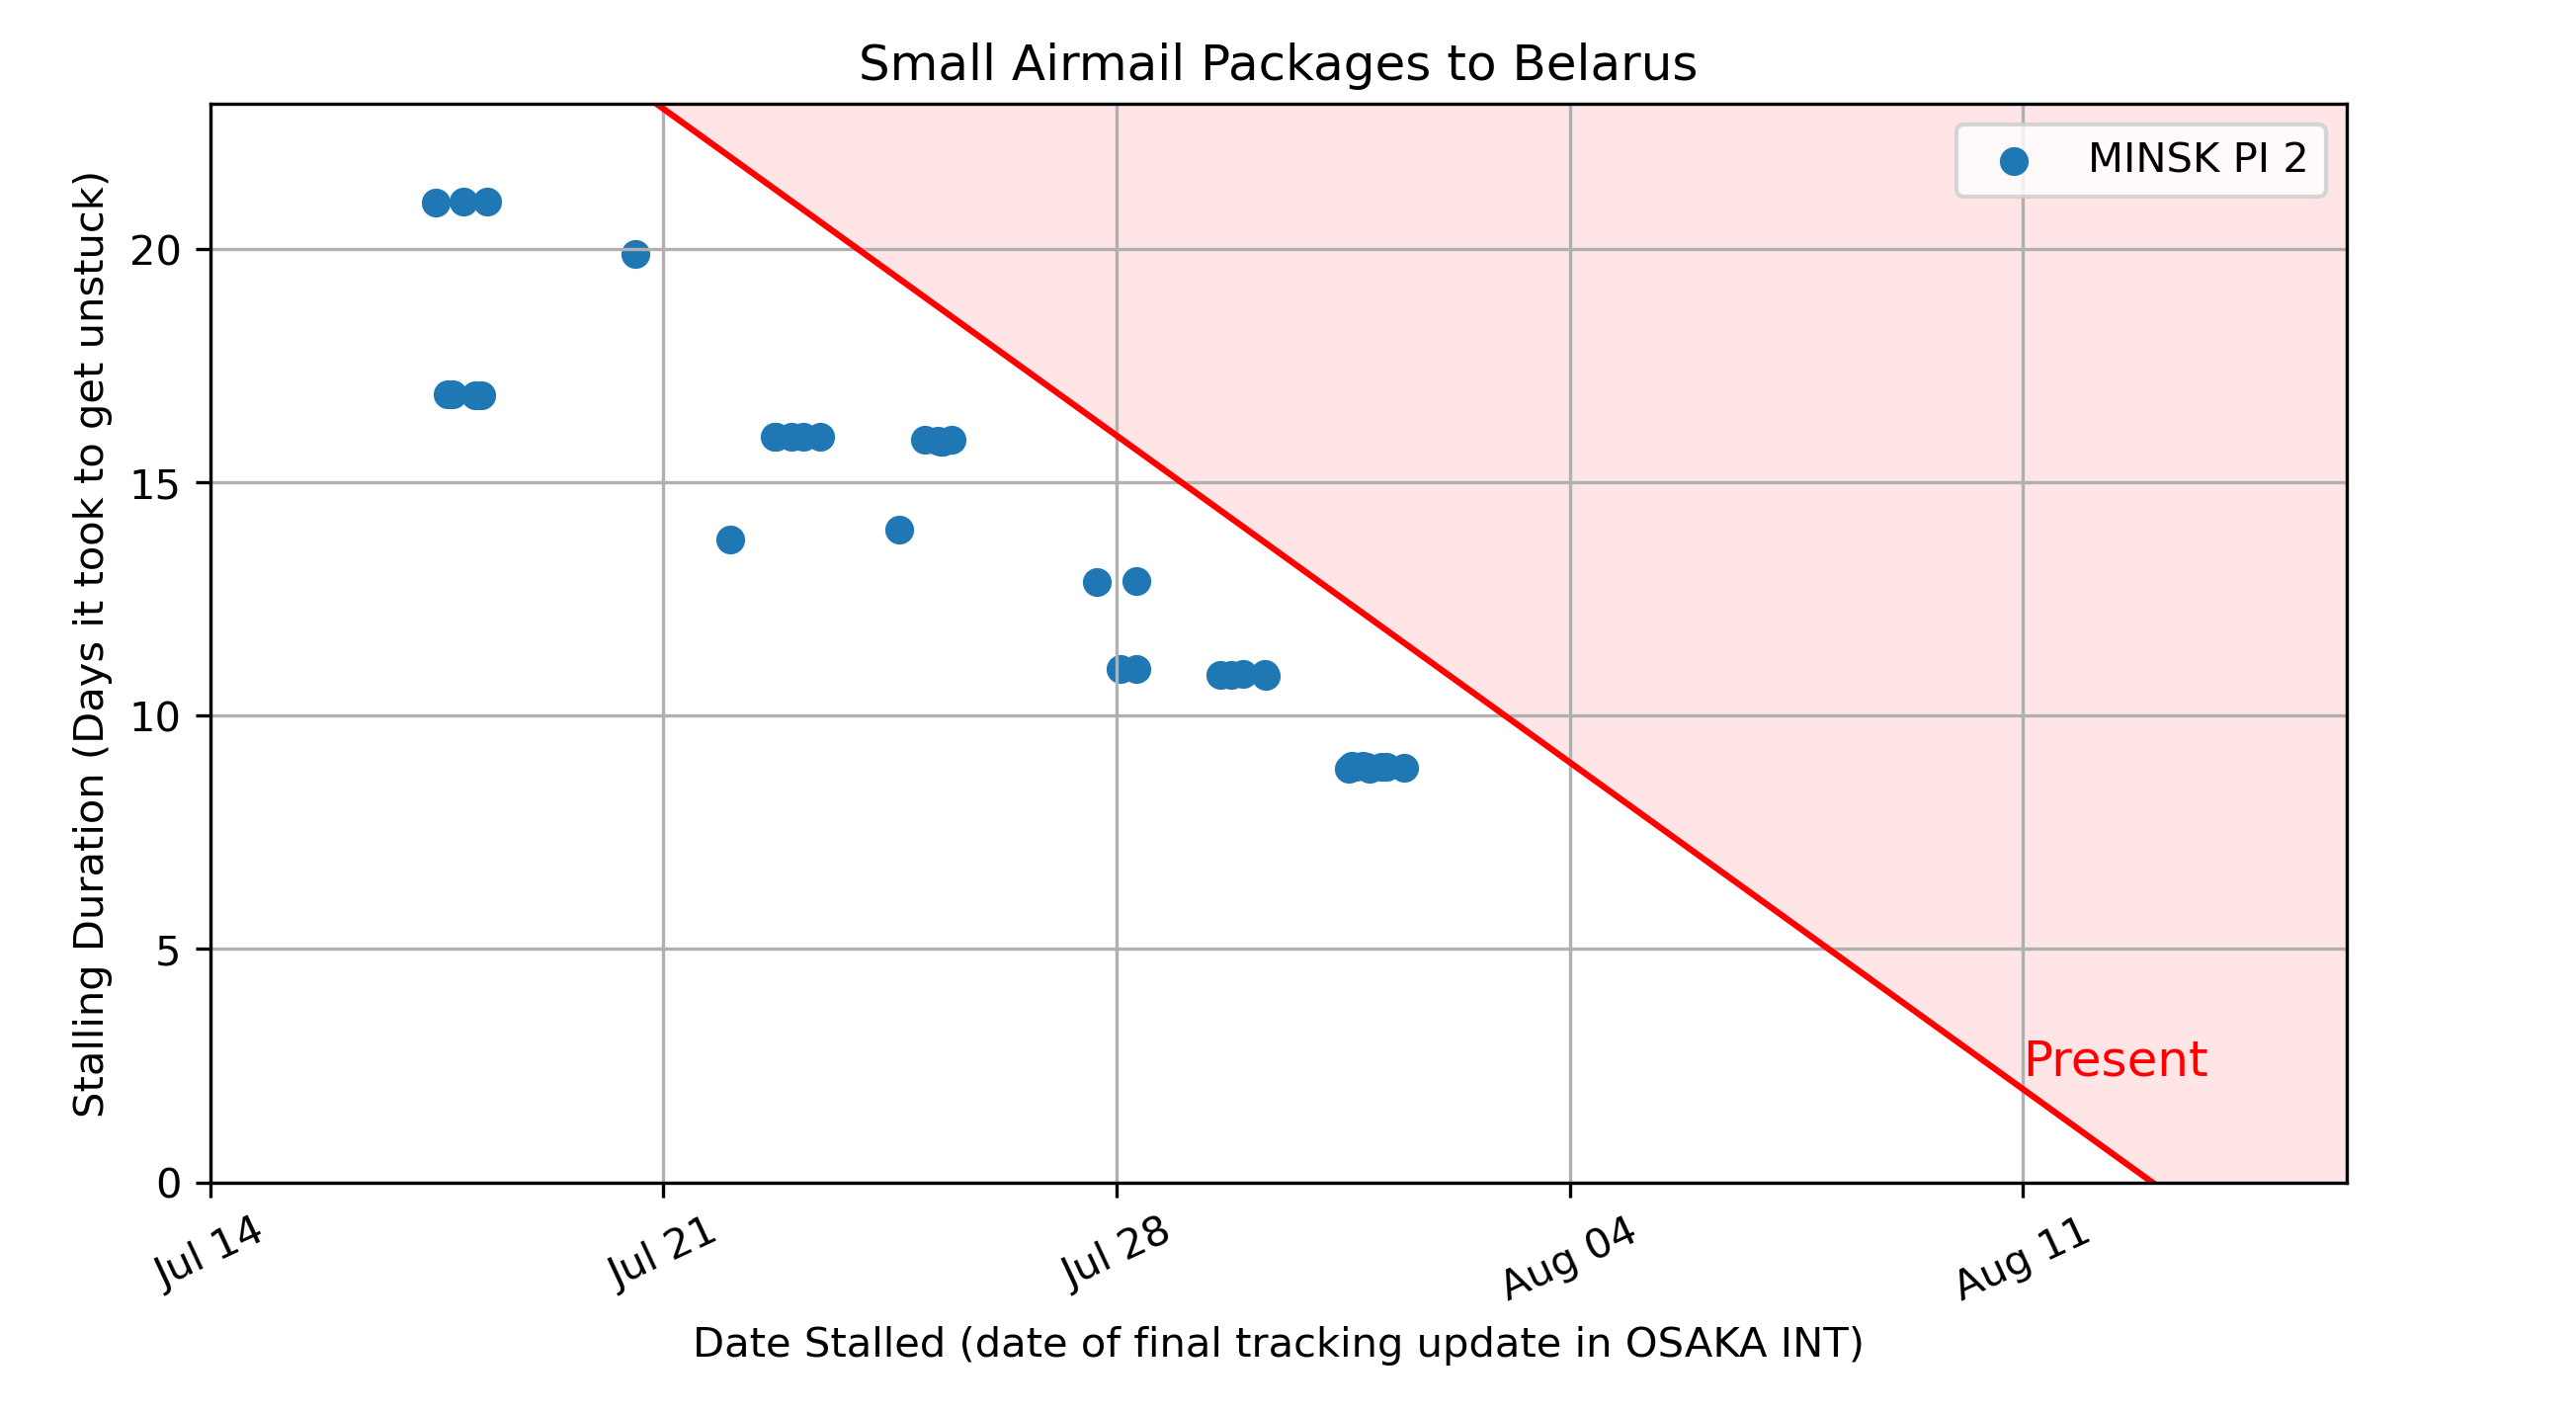 Small Airmail Packages to Belarus
MINSK PI 2
Stalling Duration (Days it took to get unstuck)
20
15
10
5
0
Present
Jul 14
Jul 21
Jul 28
Aug 04
Aug 11
Date Stalled (date of final tracking update in OSAKA INT)